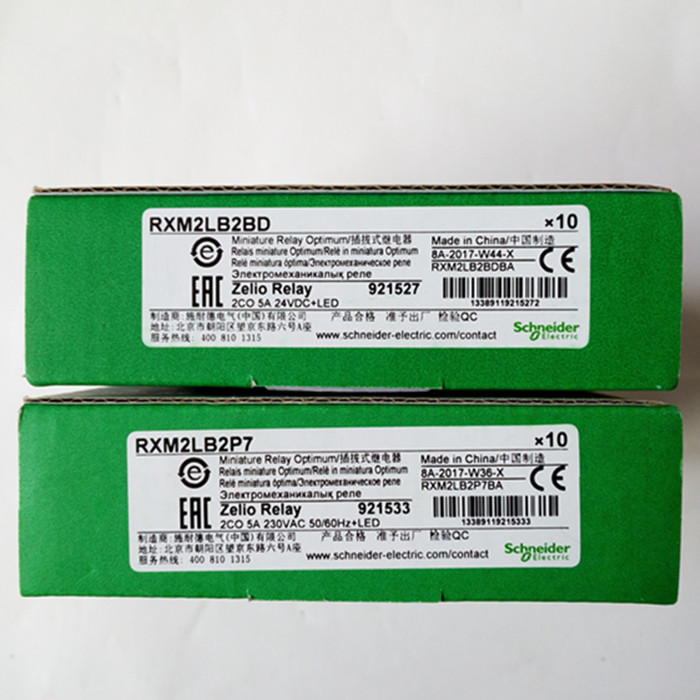 RXM2LB2BD
×10
Miniature Relay Optimum/插拔式继电器
Made in China/中国制造
Relais miniature Optimum/Relè in miniatura Optimum
8A-2017-W44-X
Relé miniatura óptima/Электромеханическое реле
RXM2LB2BDBA
Электромеханикалық реле
CE
EAC
Zelio Relay
921527
2CO 5A 24VDC+LED
13389119215272
制造商: 施耐德电气(中国)有限公司
产品合格 准予出厂 检验QC
地址: 北京市朝阳区望京东路六号A座
www.schneider-electric.com/contact
服务热线: 400 810 1315
Schneider
Electric
RXM2LB2P7
×10
Miniature Relay Optimum/插拔式继电器
Made in China/中国制造
Relais miniature Optimum/Relè in miniatura Optimum
8A-2017-W36-X
Relé miniatura óptima/Электромеханическое реле
RXM2LB2P7BA
Электромеханикалық реле
CE
EAC
Zelio Relay
921533
2CO 5A 230VAC 50/60Hz+LED
13389119215333
制造商: 施耐德电气(中国)有限公司
产品合格 准予出厂 检验QC
地址: 北京市朝阳区望京东路六号A座
www.schneider-electric.com/contact
服务热线: 400 810 1315
Schneider
Electric